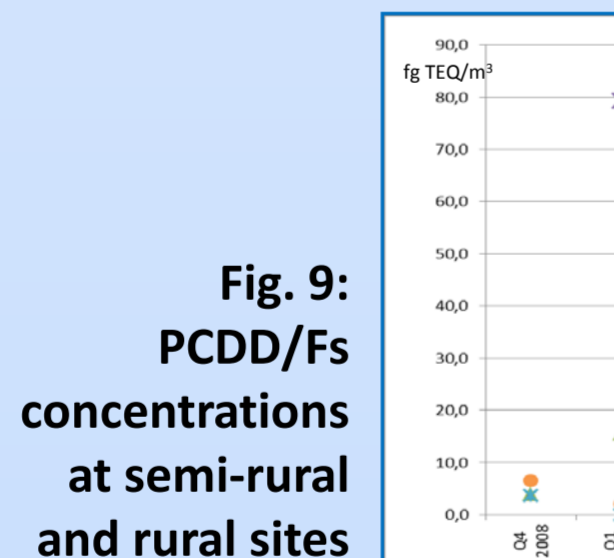 Fig. 9:
PCDD/Fs
concentrations
at semi-rural
and rural sites
90,0
fg TEQ/m³
80,0
70,0
60,0
50,0
40,0
30,0
20,0
10,0
0,0
Q4
2008
Q1